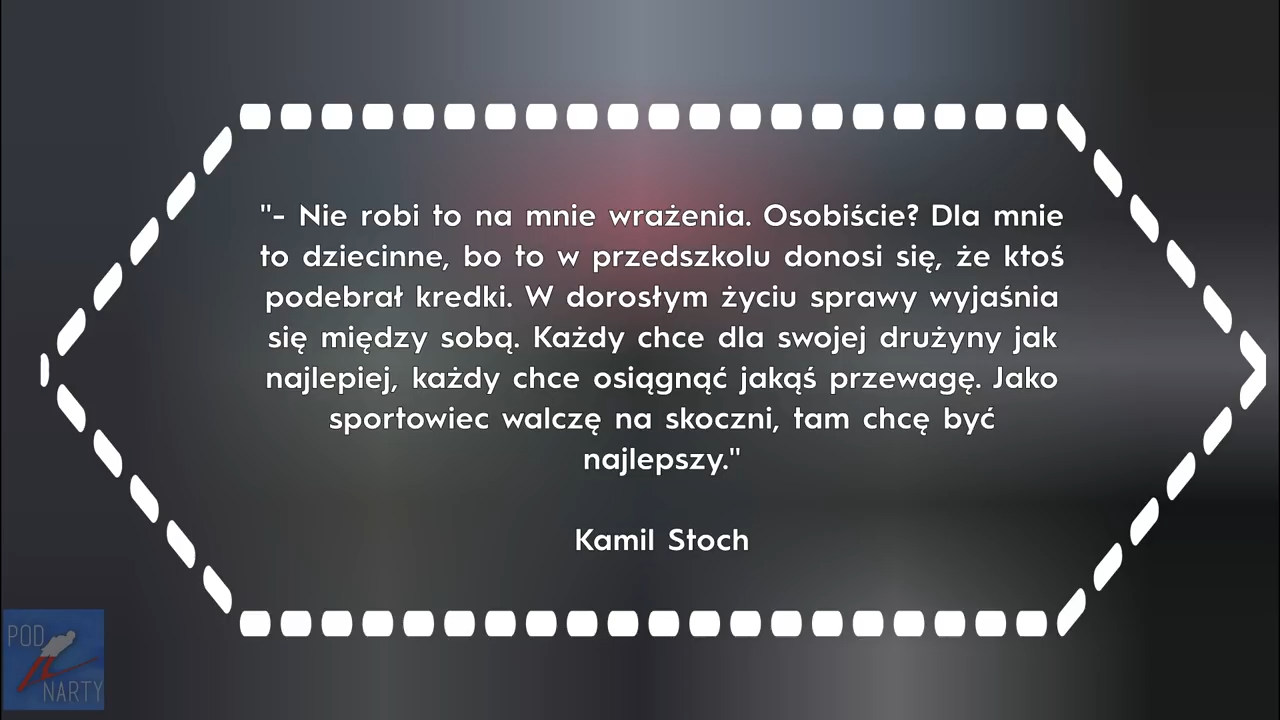 "- Nie robi to na mnie wrażenia. Osobiście? Dla mnie
to dziecinne, bo to w przedszkolu donosi się, że ktoś
podebrał kredki. W dorosłym życiu sprawy wyjaśnia
się między sobą. Każdy chce dla swojej drużyny jak
najlepiej, każdy chce osiągnąć jakąś przewagę. Jako
sportowiec walczę na skoczni, tam chcę być
najlepszy."
Kamil Stoch
POD
NARTY